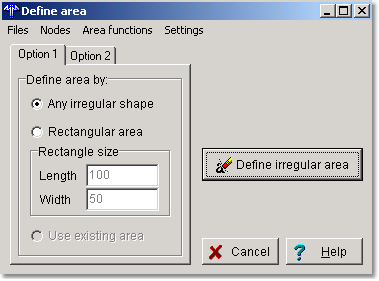 Define area
Files Nodes Area functions Settings
Option 1 Option 2
Define area by:
Any irregular shape
Rectangular area
Rectangle size
Length 100
Width 50
Define irregular area
Use existing area
Cancel ? Help